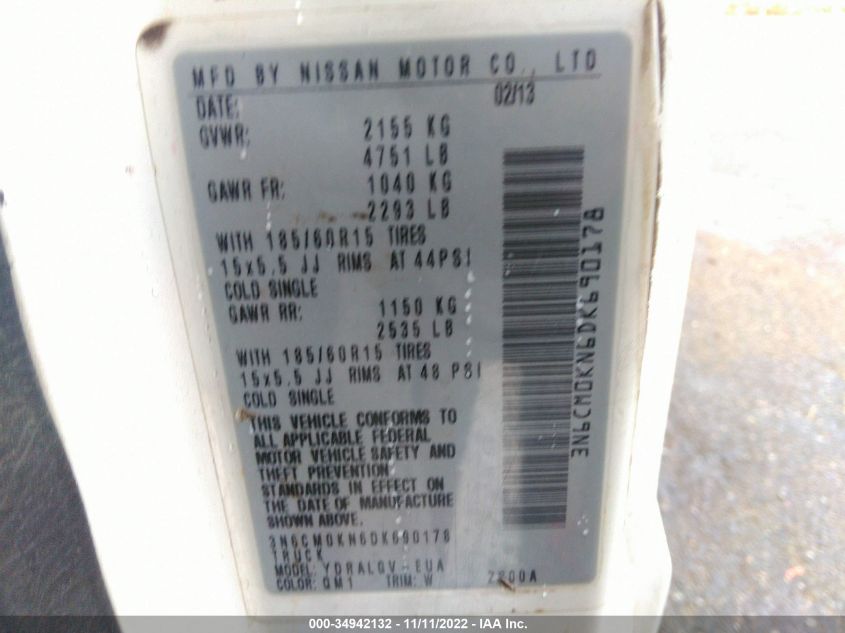 MFD BY NISSAN MOTOR CO., LTD
DATE: 02/13
GVWR: 2155 KG
4751 LB
GAWR FR: 1040 KG
2293 LB
WITH 185/60R15 TIRES
15x5.5 JJ RIMS AT 44PSI
COLD SINGLE
GAWR RR: 1150 KG
2535 LB
WITH 185/60R15 TIRES
15x5.5 JJ RIMS AT 48 PSI
COLD SINGLE
THIS VEHICLE CONFORMS TO
ALL APPLICABLE FEDERAL
MOTOR VEHICLE SAFETY AND
THEFT PREVENTION
STANDARDS IN EFFECT ON
THE DATE OF MANUFACTURE
SHOWN ABOVE.
3N6CM0KN6DK690178
TRUCK
MODEL: YDRALGV-EUA
COLOR: QM1 TRIM: W 2200A
3N6CM0KN6DK690178
000-34942132 - 11/11/2022 - IAA Inc.